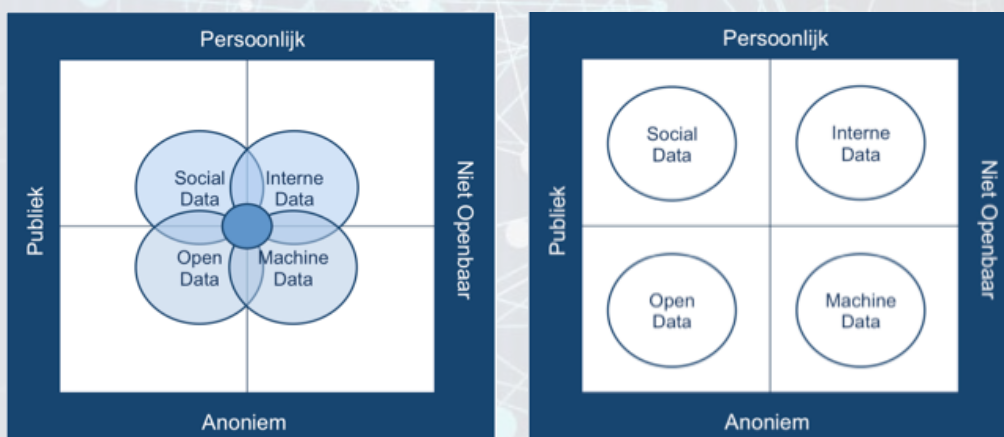 Persoonlijk
Publiek
Social
Data
Interne
Data
Open
Data
Machine
Data
Niet Openbaar
Anoniem
Persoonlijk
Publiek
Social
Data
Interne
Data
Open
Data
Machine
Data
Niet Openbaar
Anoniem